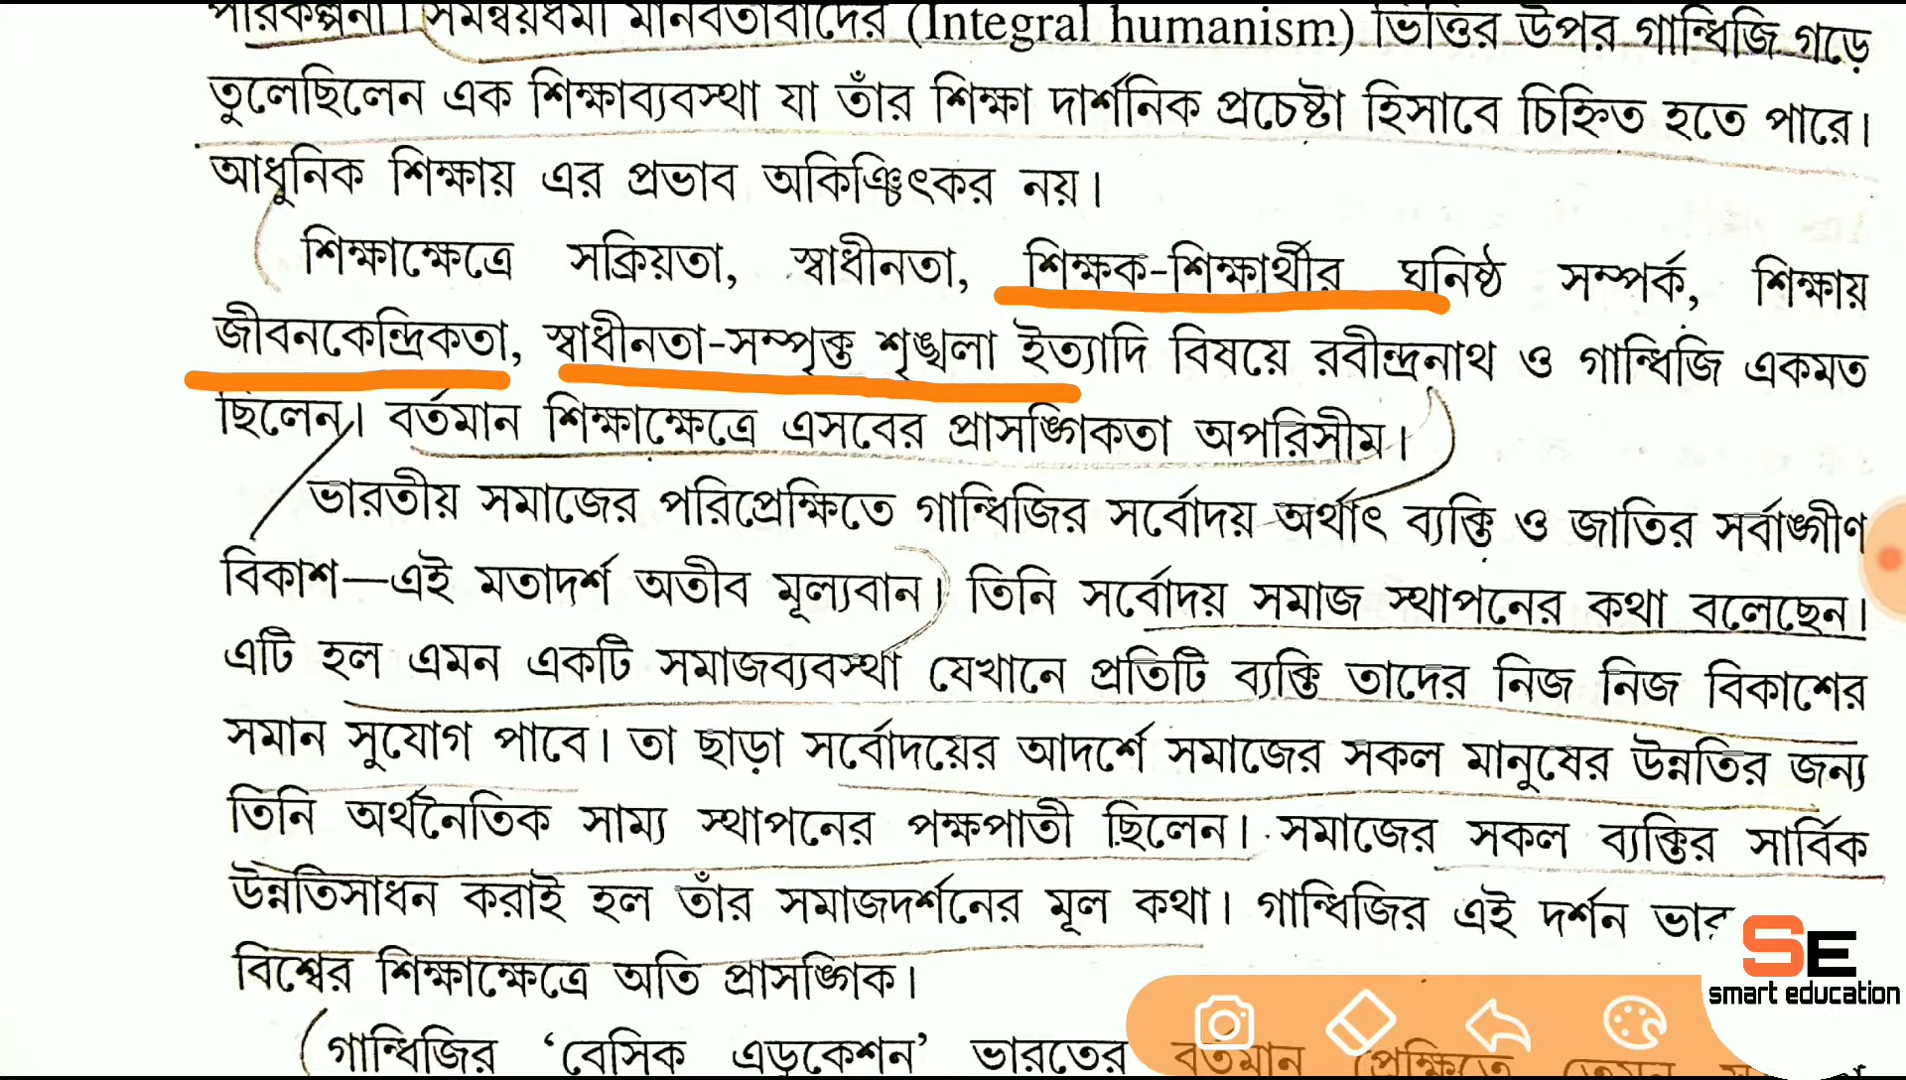 পরিকল্পনা। সমন্বয়ধর্মী মানবতাবাদের (Integral humanism) ভিত্তির উপর গান্ধিজি গড়ে
তুলেছিলেন এক শিক্ষাব্যবস্থা যা তাঁর শিক্ষা দার্শনিক প্রচেষ্টা হিসাবে চিহ্নিত হতে পারে।
আধুনিক শিক্ষায় এর প্রভাব অকিঞ্চিৎকর নয়।
শিক্ষাক্ষেত্রে সক্রিয়তা, স্বাধীনতা, শিক্ষক-শিক্ষার্থীর ঘনিষ্ঠ সম্পর্ক, শিক্ষায়
জীবনকেন্দ্রিকতা, স্বাধীনতা-সম্পৃক্ত শৃঙ্খলা ইত্যাদি বিষয়ে রবীন্দ্রনাথ ও গান্ধিজি একমত
ছিলেন। বর্তমান শিক্ষাক্ষেত্রে এসবের প্রাসঙ্গিকতা অপরিসীম।
ভারতীয় সমাজের পরিপ্রেক্ষিতে গান্ধিজির সর্বোদয় অর্থাৎ ব্যক্তি ও জাতির সর্বাঙ্গীণ
বিকাশ—এই মতাদর্শ অতীব মূল্যবান। তিনি সর্বোদয় সমাজ স্থাপনের কথা বলেছেন।
এটি হল এমন একটি সমাজব্যবস্থা যেখানে প্রতিটি ব্যক্তি তাদের নিজ নিজ বিকাশের
সমান সুযোগ পাবে। তা ছাড়া সর্বোদয়ের আদর্শে সমাজের সকল মানুষের উন্নতির জন্য
তিনি অর্থনৈতিক সাম্য স্থাপনের পক্ষপাতী ছিলেন। সমাজের সকল ব্যক্তির সার্বিক
উন্নতিসাধন করাই হল তাঁর সমাজদর্শনের মূল কথা। গান্ধিজির এই দর্শন
বিশ্বের শিক্ষাক্ষেত্রে অতি প্রাসঙ্গিক।
গান্ধিজির ‘বেসিক এডুকেশন’ ভারতের বর্তমান প্রেক্ষিতে
SE
smart education